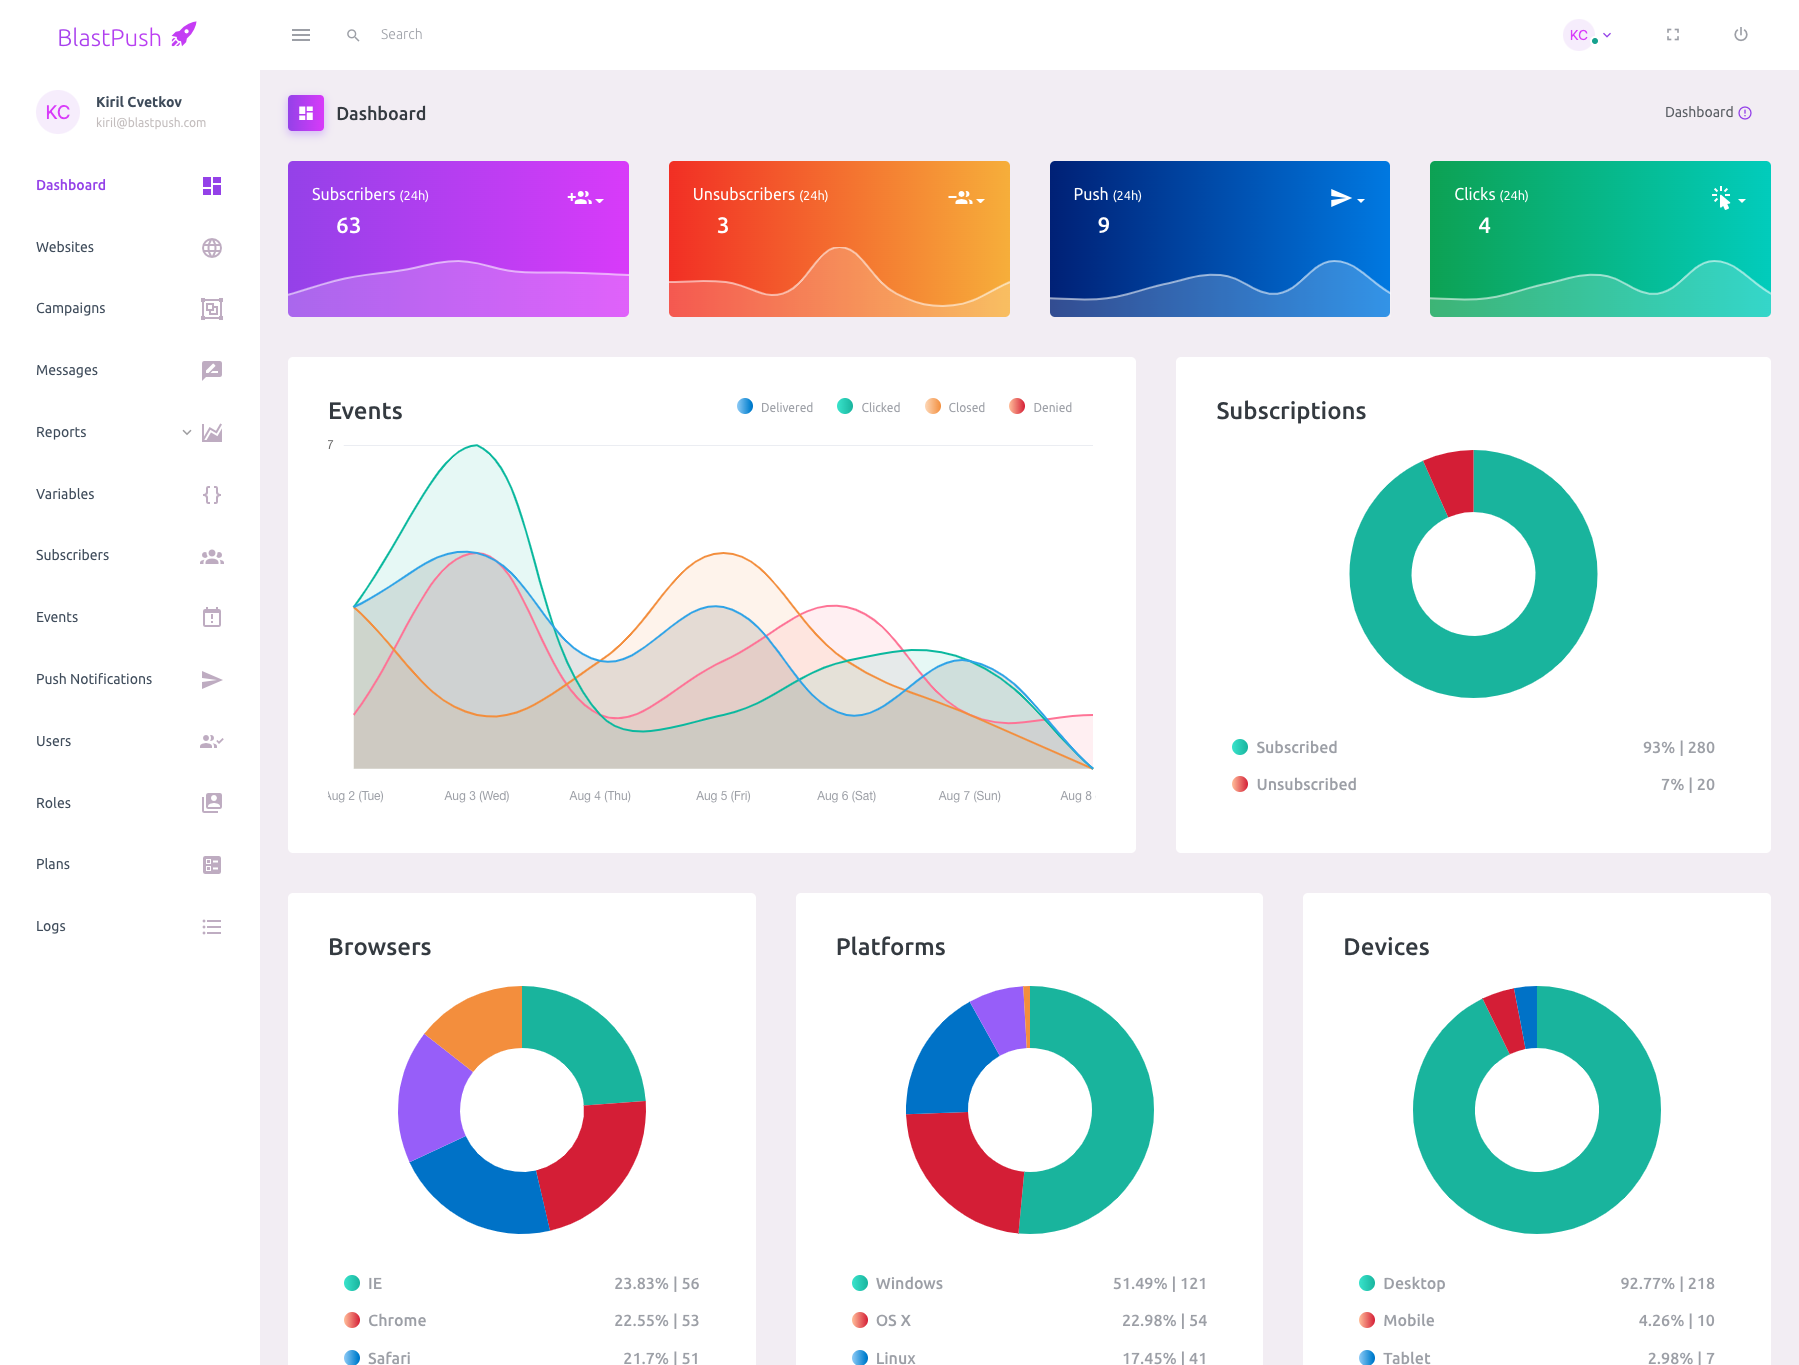 BlastPush
Search
KC
KC
Kiril Cvetkov
kiril@blastpush.com
Dashboard
Websites
Campaigns
Messages
Reports
Variables
Subscribers
Events
Push Notifications
Users
Roles
Plans
Logs
Dashboard
Dashboard
Subscribers (24h)
63
Unsubscribers (24h)
3
Push (24h)
9
Clicks (24h)
4
Events
Delivered
Clicked
Closed
Denied
7
Aug 2 (Tue)
Aug 3 (Wed)
Aug 4 (Thu)
Aug 5 (Fri)
Aug 6 (Sat)
Aug 7 (Sun)
Aug 8
Subscriptions
Subscribed 93% | 280
Unsubscribed 7% | 20
Browsers
IE 23.83% | 56
Chrome 22.55% | 53
Safari 21.7% | 51
Platforms
Windows 51.49% | 121
OS X 22.98% | 54
Linux 17.45% | 41
Devices
Desktop 92.77% | 218
Mobile 4.26% | 10
Tablet 2.98% | 7